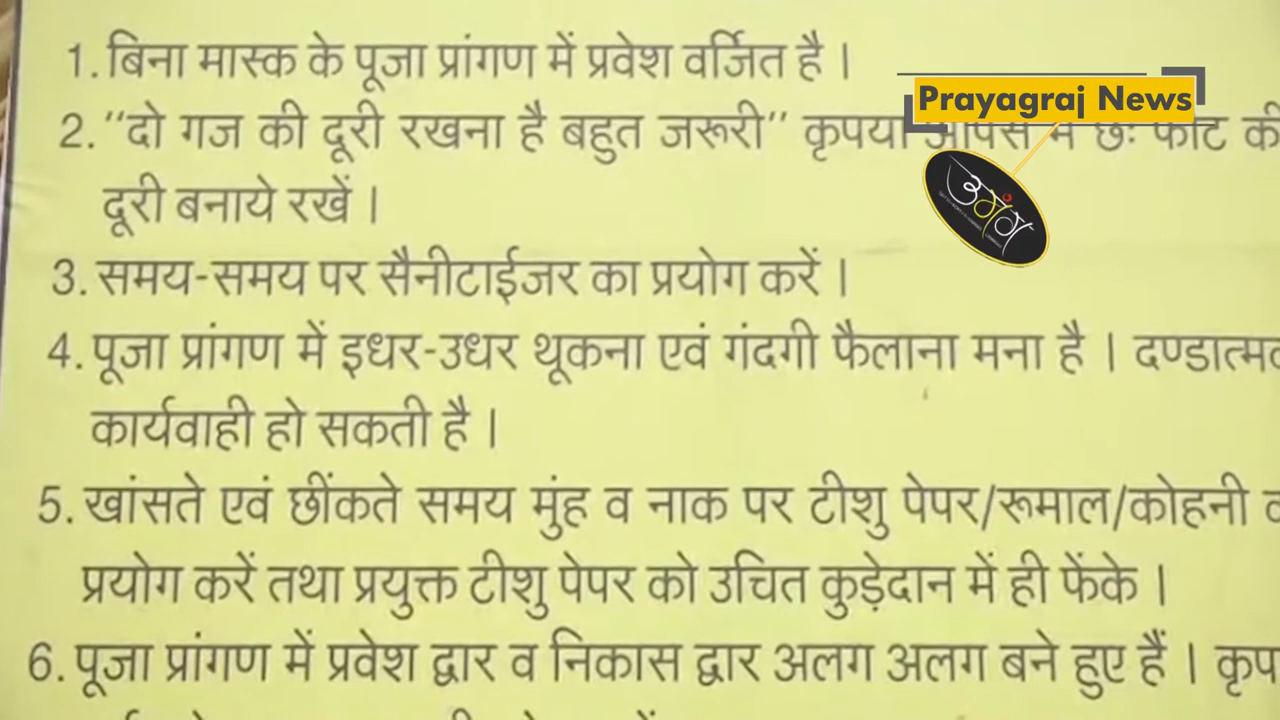 1. बिना मास्क के पूजा प्रांगण में प्रवेश वर्जित है ।
Prayagraj News
2. “दो गज की दूरी रखना है बहुत जरूरी” कृपया आपस में छः फीट की
दूरी बनाये रखें ।
उमंग
3. समय-समय पर सैनीटाईजर का प्रयोग करें ।
4. पूजा प्रांगण में इधर-उधर थूकना एवं गंदगी फैलाना मना है ।
कार्यवाही हो सकती है ।
5. खांसते एवं छींकते समय मुंह व नाक पर टीशु पेपर/रूमाल/कोहनी
प्रयोग करें तथा प्रयुक्त टीशु पेपर को उचित कुड़ेदान में ही फेंके ।
6. पूजा प्रांगण में प्रवेश द्वार व निकास द्वार अलग अलग बने हुए हैं ।